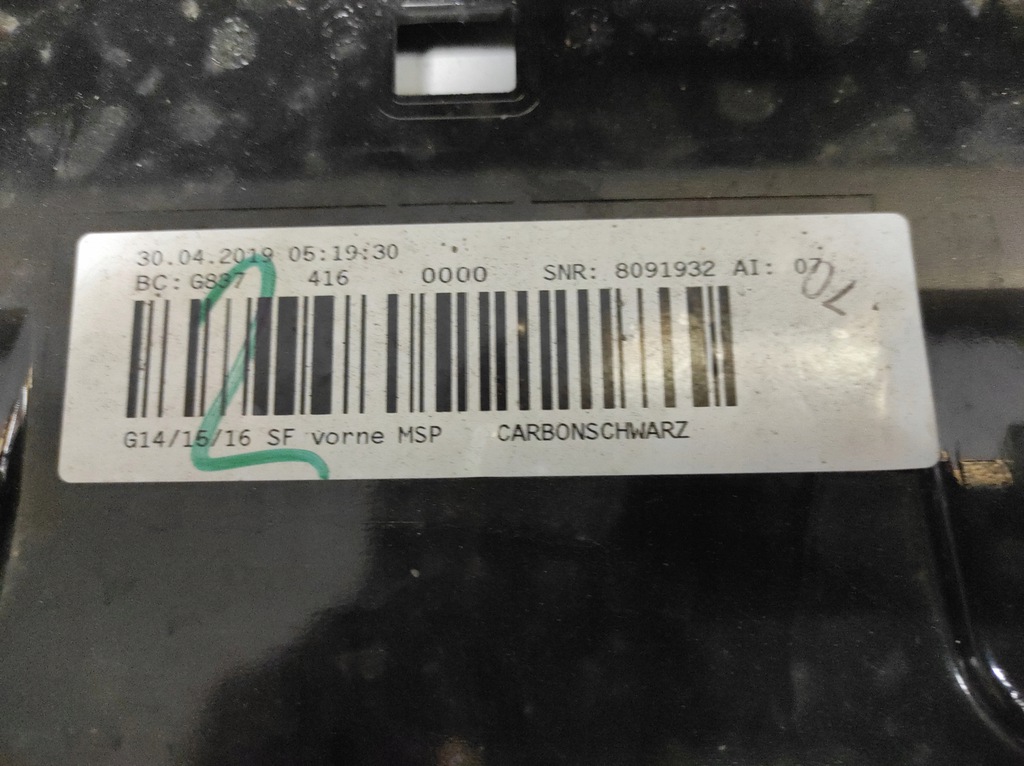 30.04.2019 05:19:30
BC: G837 416 0000 SNR: 8091932 AI: 07
G14/15/16 SF vorne MSP CARBONSCHWARZ